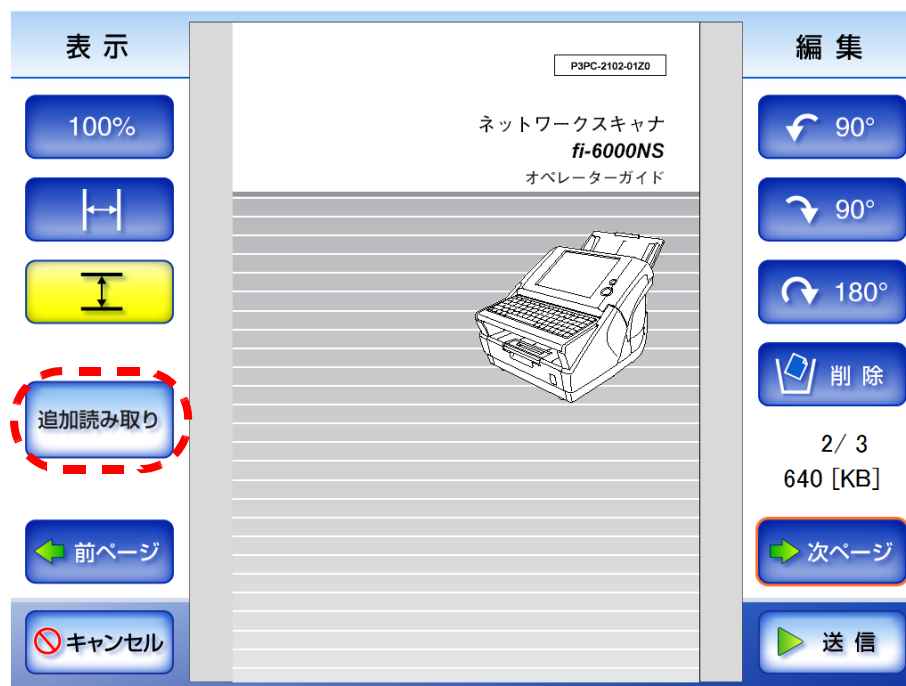 表 示
100%
追加読み取り
前ページ
キャンセル
P3PC-2102-01Z0
ネットワークスキャナ
fi-6000NS
オペレーターガイド
編 集
90°
90°
180°
削 除
2/ 3
640 [KB]
次ページ
送 信